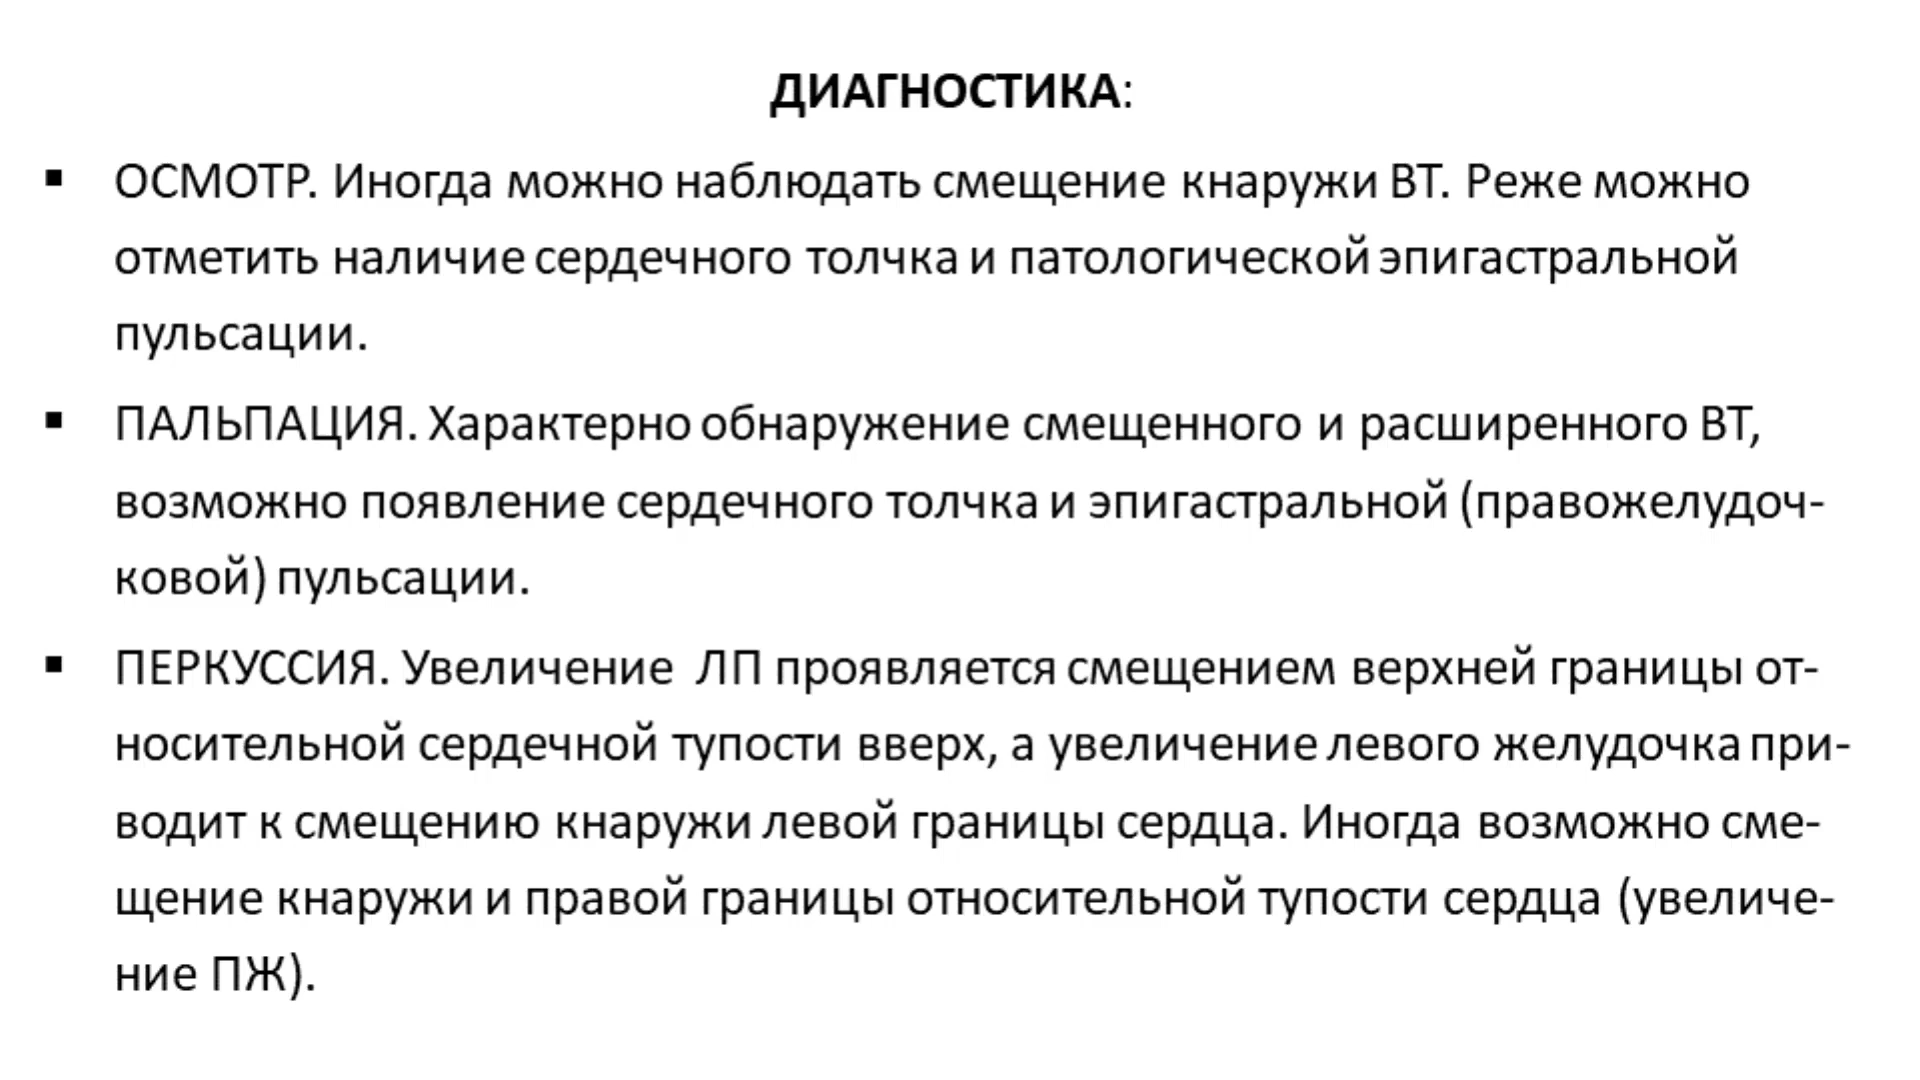 ДИАГНОСТИКА:
▪ ОСМОТР. Иногда можно наблюдать смещение кнаружи ВТ. Реже можно
отметить наличие сердечного толчка и патологической эпигастральной
пульсации.
▪ ПАЛЬПАЦИЯ. Характерно обнаружение смещенного и расширенного ВТ,
возможно появление сердечного толчка и эпигастральной (правожелудоч-
ковой) пульсации.
▪ ПЕРКУССИЯ. Увеличение ЛП проявляется смещением верхней границы от-
носительной сердечной тупости вверх, а увеличение левого желудочка при-
водит к смещению кнаружи левой границы сердца. Иногда возможно сме-
щение кнаружи и правой границы относительной тупости сердца (увеличе-
ние ПЖ).